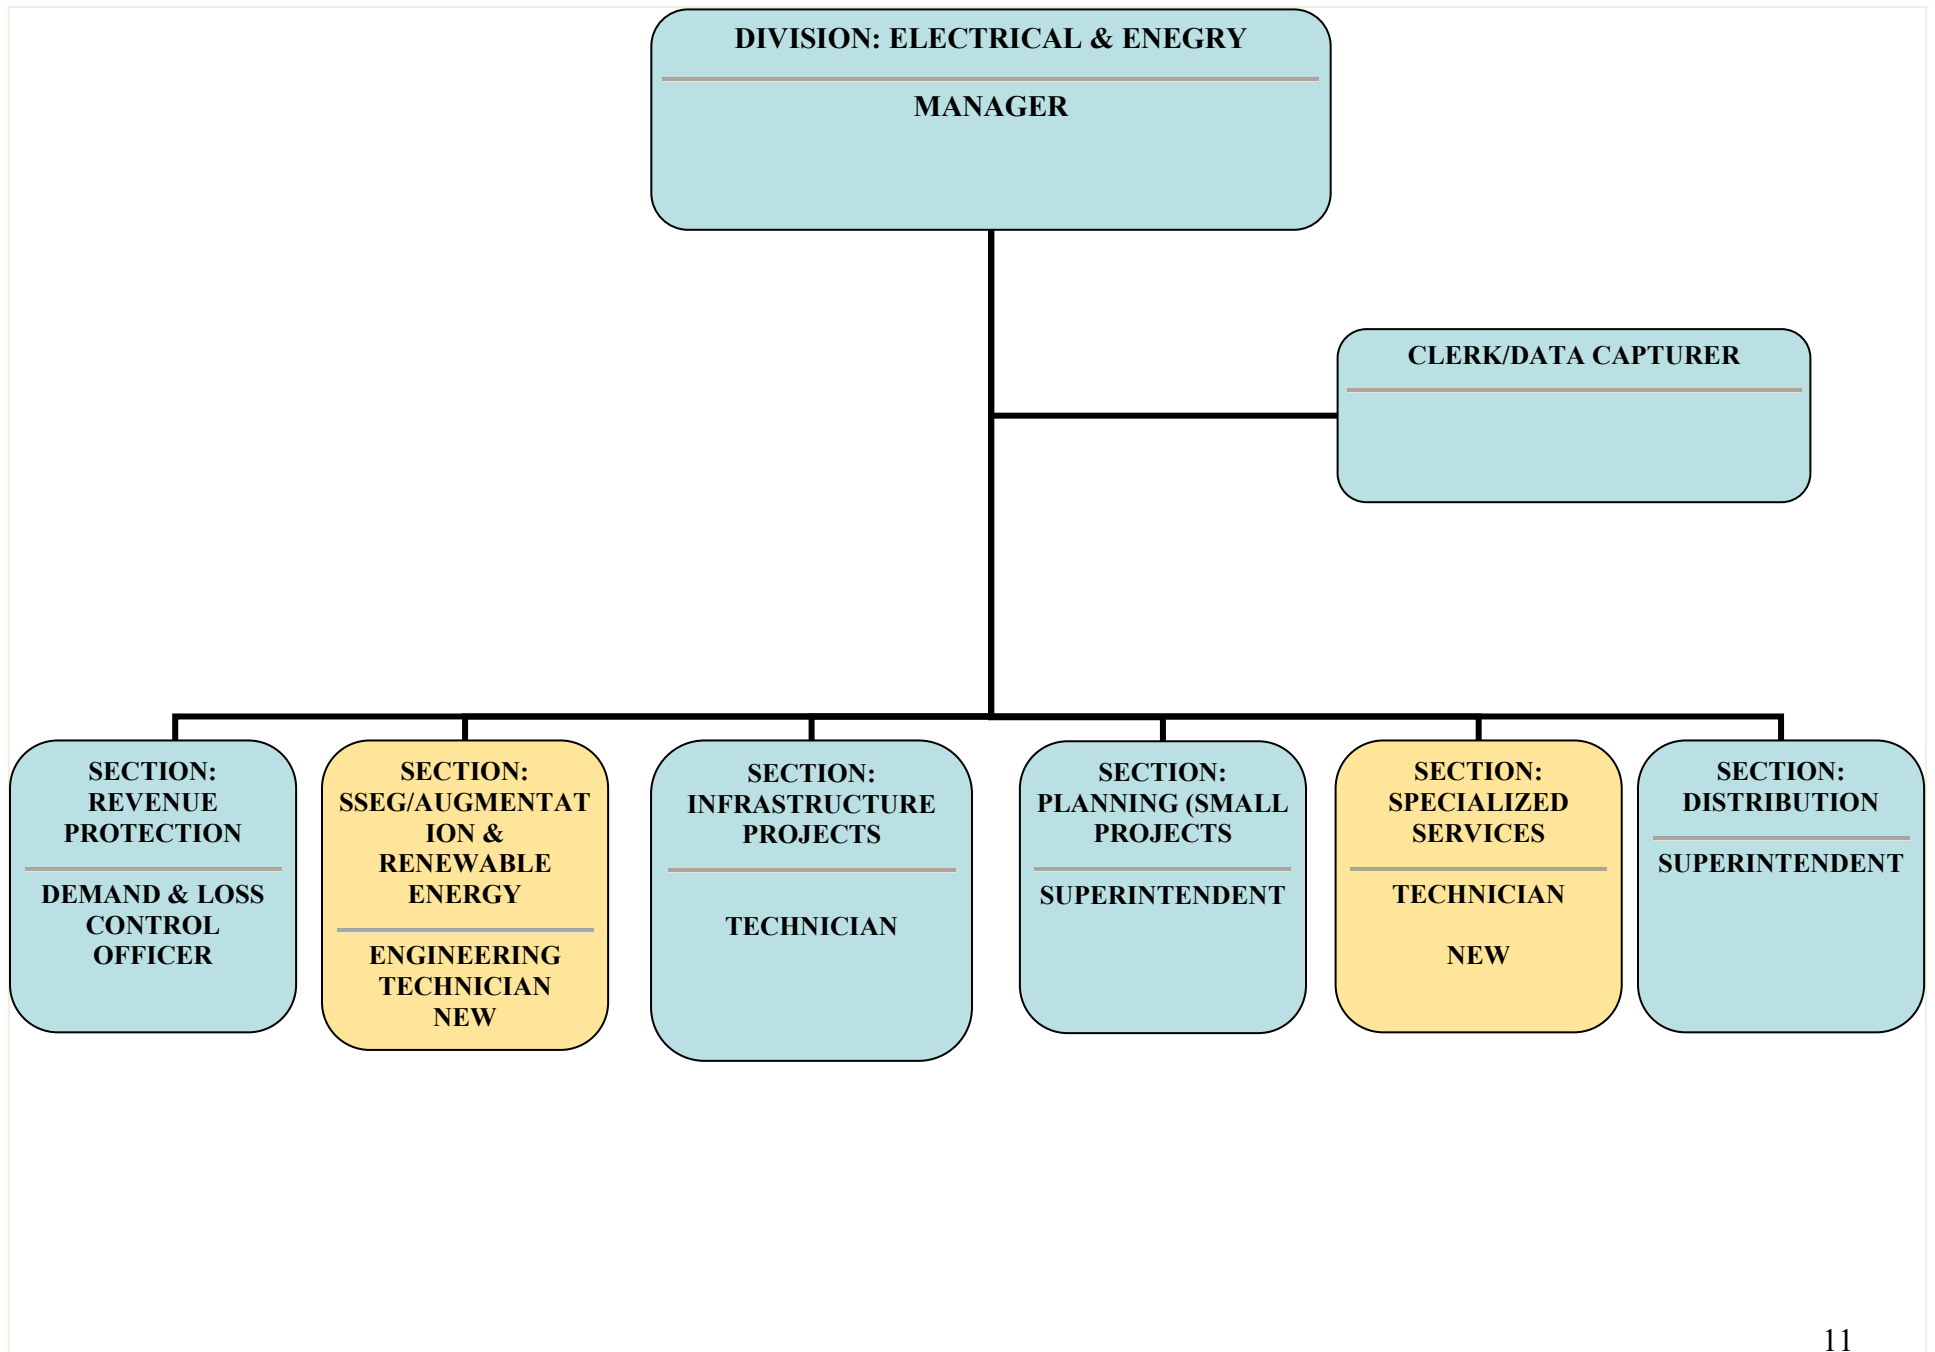 DIVISION: ELECTRICAL & ENEGRY
MANAGER
CLERK/DATA CAPTURER
SECTION:
REVENUE
PROTECTION
DEMAND & LOSS
CONTROL
OFFICER
SECTION:
SSEG/AUGMENTAT
ION &
RENEWABLE
ENERGY
ENGINEERING
TECHNICIAN
NEW
SECTION:
INFRASTRUCTURE
PROJECTS
TECHNICIAN
SECTION:
PLANNING (SMALL
PROJECTS
SUPERINTENDENT
SECTION:
SPECIALIZED
SERVICES
TECHNICIAN
NEW
SECTION:
DISTRIBUTION
SUPERINTENDENT
11